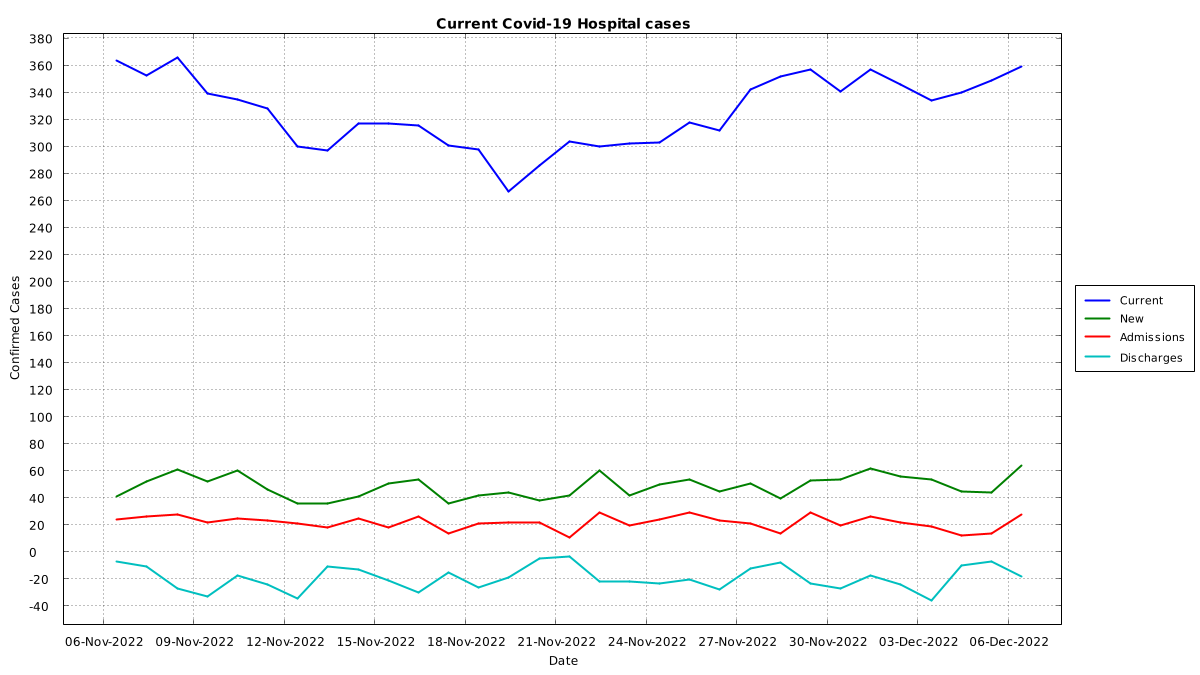 Current Covid-19 Hospital cases
380
360
340
320
300
280
260
240
220
200
180
160
140
120
100
80
60
40
20
0
-20
-40
Confirmed Cases
06-Nov-2022 09-Nov-2022 12-Nov-2022 15-Nov-2022 18-Nov-2022 21-Nov-2022 24-Nov-2022 27-Nov-2022 30-Nov-2022 03-Dec-2022 06-Dec-2022
Date
Current
New
Admissions
Discharges